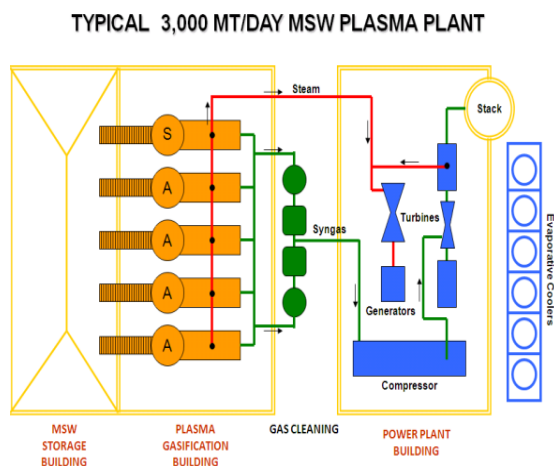 TYPICAL 3,000 MT/DAY MSW PLASMA PLANT
Steam
Stack
S
A
A
A
A
Syngas
Turbines
Generators
Compressor
Evaporative Coolers
MSW
STORAGE
BUILDING
PLASMA
GASIFICATION
BUILDING
GAS CLEANING
POWER PLANT
BUILDING